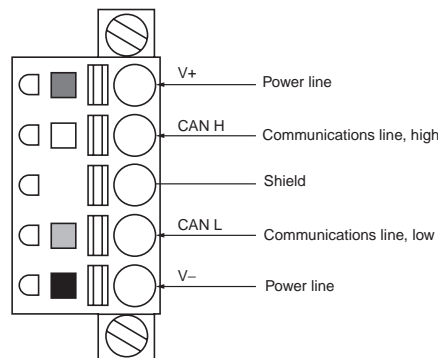 V+ Power line
CAN H Communications line, high
Shield
CAN L Communications line, low
V− Power line